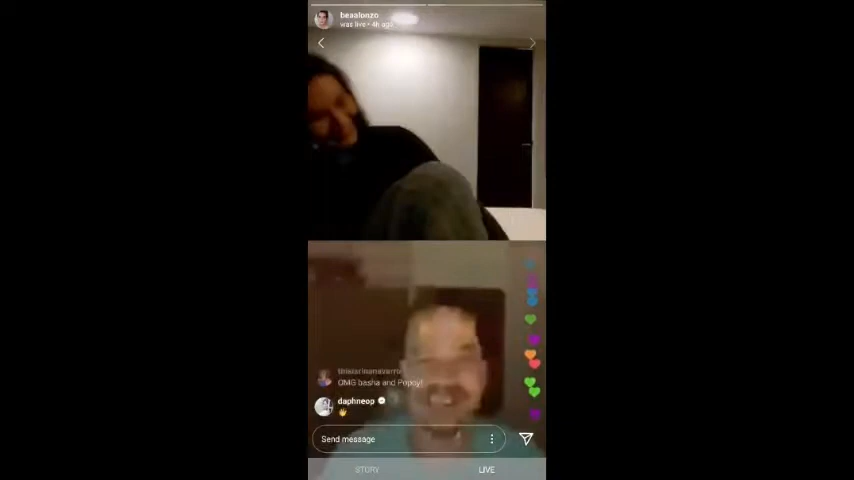 beaalonzo
was live • 4h ago
OMG basha and Popoy!
daphneop
👋
Send message
STORY
LIVE